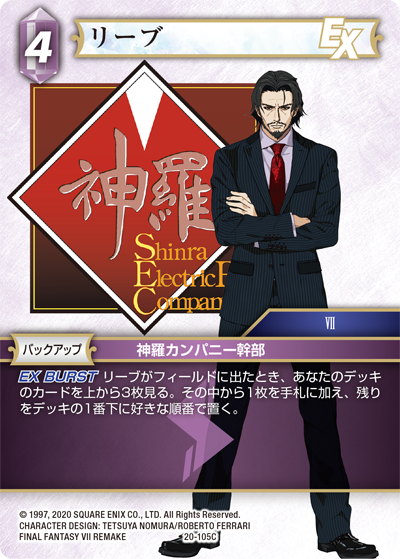 4
リーブ
EX
神羅
Shinra
Electric P
Compan
VII
バックアップ
神羅カンパニー幹部
EX BURST リーブがフィールドに出たとき、あなたのデッキ
のカードを上から3枚見る。その中から1枚を手札に加え、残り
をデッキの1番下に好きな順番で置く。
© 1997, 2020 SQUARE ENIX CO., LTD. All Rights Reserved.
CHARACTER DESIGN: TETSUYA NOMURA/ROBERTO FERRARI
FINAL FANTASY VII REMAKE
20-105C